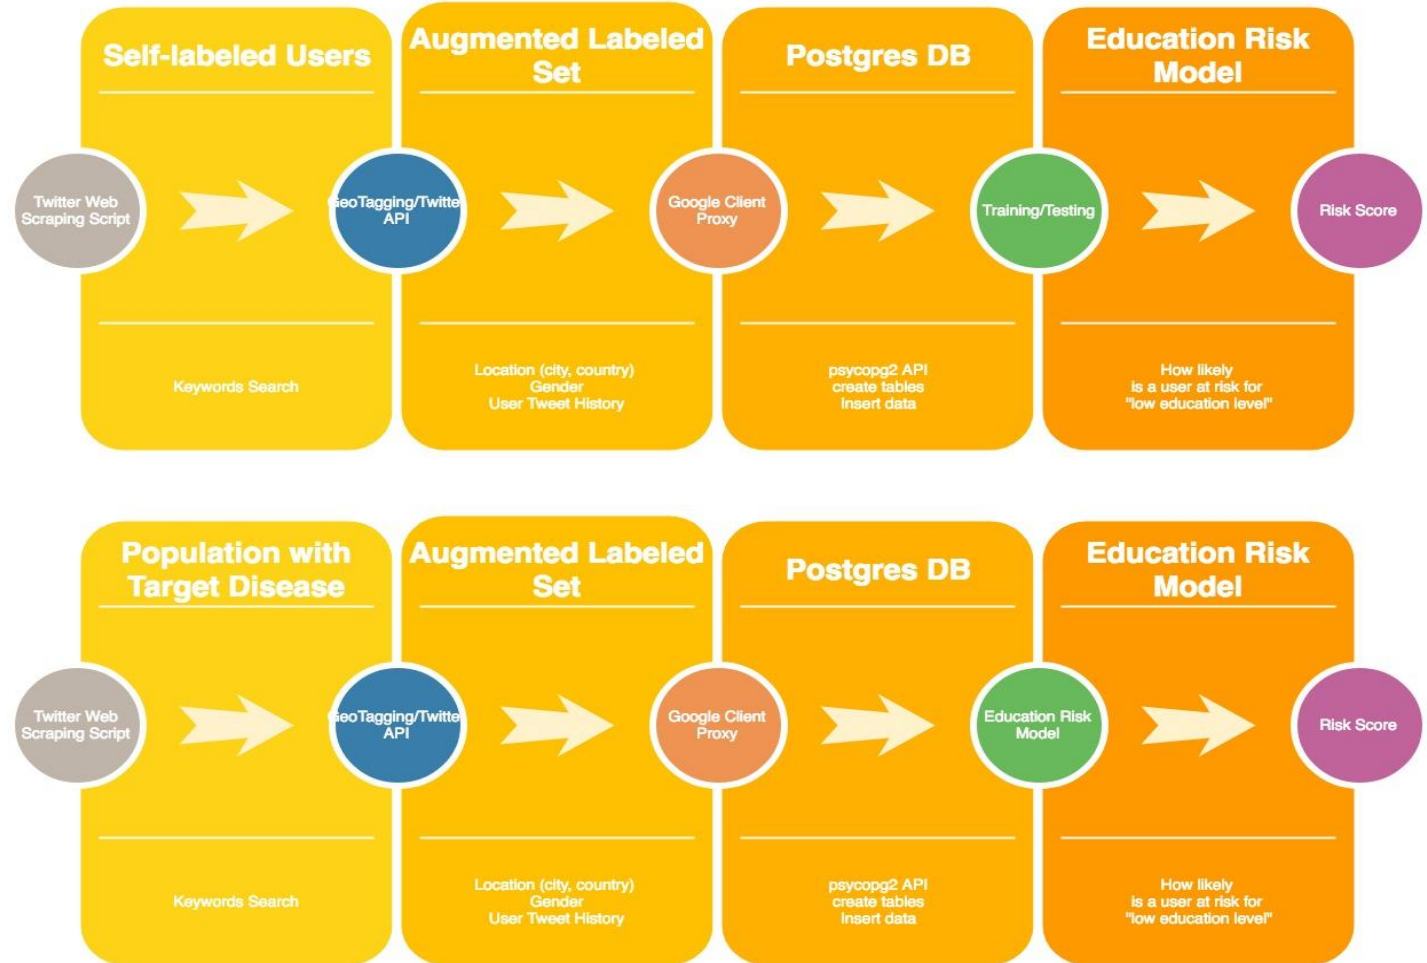 Self-labeled Users
Augmented Labeled
Set
Postgres DB
Education Risk
Model
Twitter Web
Scraping Script
GeoTagging/Twitte
API
Google Client
Proxy
Training/Testing
Risk Score
Keywords Search
Location (city, country)
Gender
User Tweet History
psycopg2 API
create tables
Insert data
How likely
is a user at risk for
"low education level"
Population with
Target Disease
Augmented Labeled
Set
Postgres DB
Education Risk
Model
Twitter Web
Scraping Script
GeoTagging/Twitte
API
Google Client
Proxy
Education Risk
Model
Risk Score
Keywords Search
Location (city, country)
Gender
User Tweet History
psycopg2 API
create tables
Insert data
How likely
is a user at risk for
"low education level"